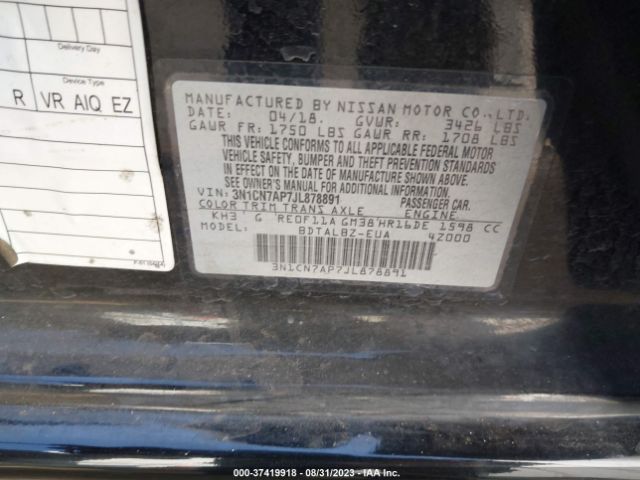 Delivery Day
Device Type
R VR AIQ EZ
MANUFACTURED BY NISSAN MOTOR CO., LTD.
DATE: 04/18 GVWR: 3426 LBS
GAWR FR: 1750 LBS GAWR RR: 1708 LBS
THIS VEHICLE CONFORMS TO ALL APPLICABLE FEDERAL MOTOR
VEHICLE SAFETY, BUMPER AND THEFT PREVENTION STANDARDS
IN EFFECT ON THE DATE OF MANUFACTURE SHOWN ABOVE.
SEE OWNER'S MANUAL FOR ADDITIONAL INFORMATION.
VIN: 3N1CN7AP7JL878891 PASSENGER CAR.
COLOR TRIM TRANS AXLE ENGINE
KH3 G RE0F11A GM38 HR16DE 1598 CC
MODEL: BDTALBZ-EUA 42000
3N1CN7AP7JL878891
000-37419918 - 08/31/2023 - IAA Inc.